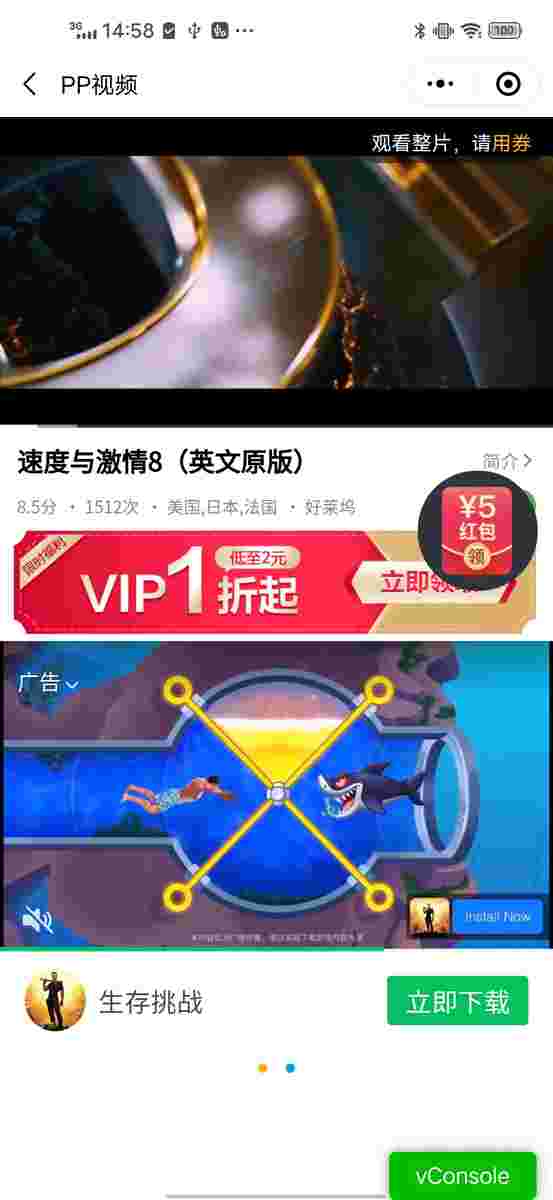 3G 14:58 100
PP视频
观看整片，请用券
速度与激情8（英文原版）
简介
8.5分 · 1512次 · 美国,日本,法国 · 好莱坞
¥5
红包
领
限时福利
VIP1折起
低至2元
立即领
广告
Install Now
生存挑战
立即下载
vConsole